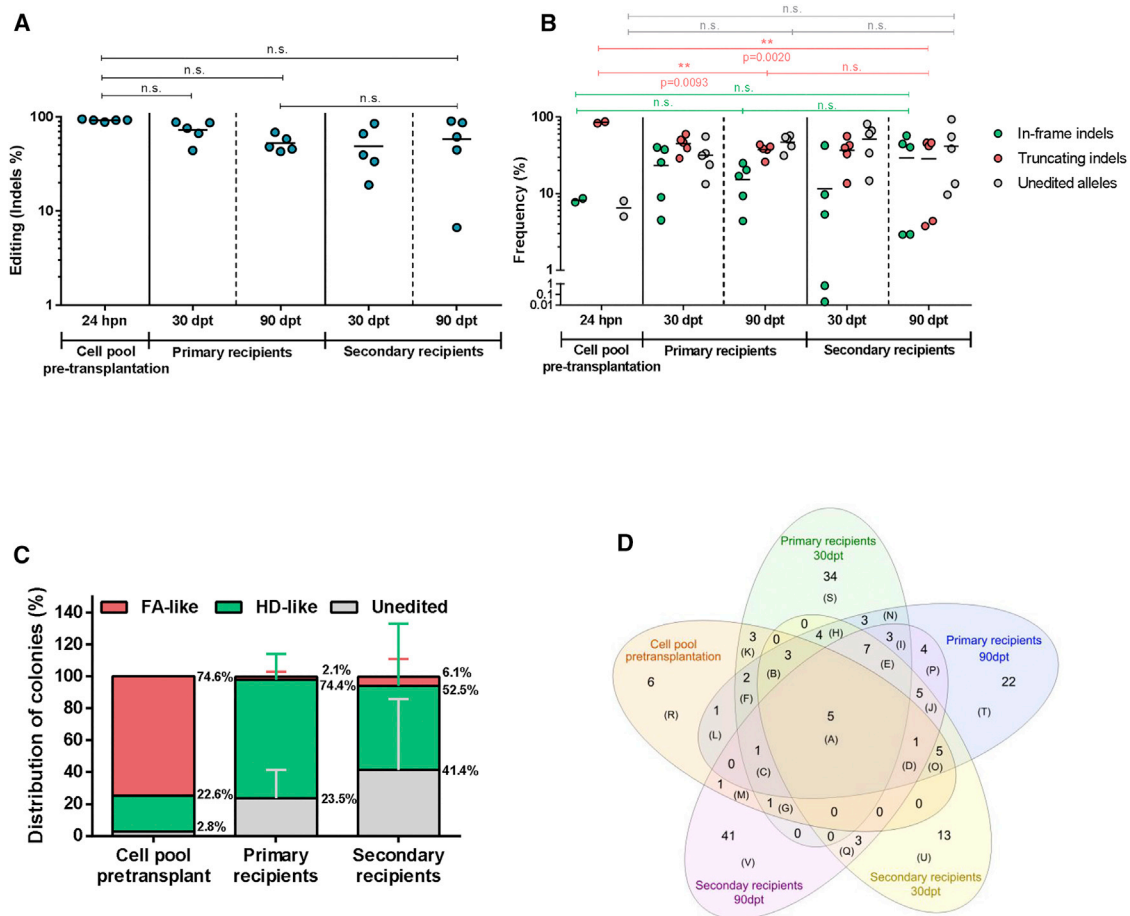 A
n.s.
n.s.
n.s.
n.s.
Editing (Indels %)
100
10
1
24 hpn
30 dpt
90 dpt
30 dpt
90 dpt
Cell pool
pre-transplantation
Primary recipients
Secondary recipients
B
n.s.
n.s.
n.s.
**
p=0.0020
**
p=0.0093
n.s.
n.s.
n.s.
n.s.
Frequency (%)
100
10
1
1
0.1
0.01
24 hpn
30 dpt
90 dpt
30 dpt
90 dpt
Cell pool
pre-transplantation
Primary recipients
Secondary recipients
In-frame indels
Truncating indels
Unedited alleles
C
FA-like
HD-like
Unedited
Distribution of colonies (%)
140
120
100
80
60
40
20
0
74.6%
22.6%
2.8%
2.1%
74.4%
23.5%
6.1%
52.5%
41.4%
Cell pool
pretransplant
Primary
recipients
Secondary
recipients
D
Primary recipients
30dpt
34
(S)
Cell pool
pretransplantation
6
(R)
Primary recipients
90dpt
22
(T)
3
(K)
0
0
4 (H)
3
(N)
3
(I)
4
(P)
3
(B)
7
(E)
2
(F)
5
(J)
1
(L)
5
(A)
1
(C)
1
(D)
5
(O)
0
1
(M)
1 (G)
0
0
0
0
0
3
(Q)
41
(V)
13
(U)
Seconday recipients
90dpt
Secondary recipients
30dpt